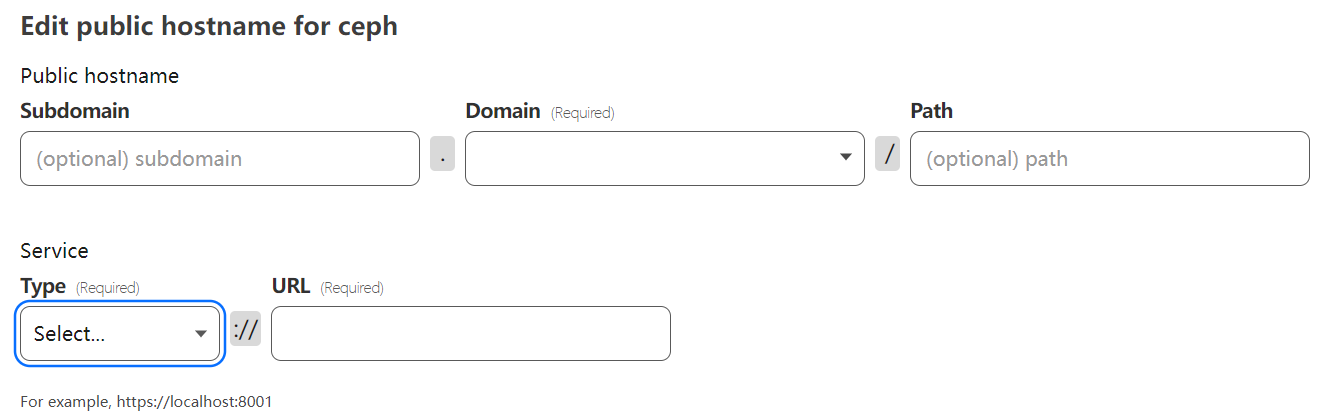 Edit public hostname for ceph
Public hostname
Subdomain Domain (Required) Path
(optional) subdomain . / (optional) path
Service
Type (Required) URL (Required)
Select... ://
For example, https://localhost:8001